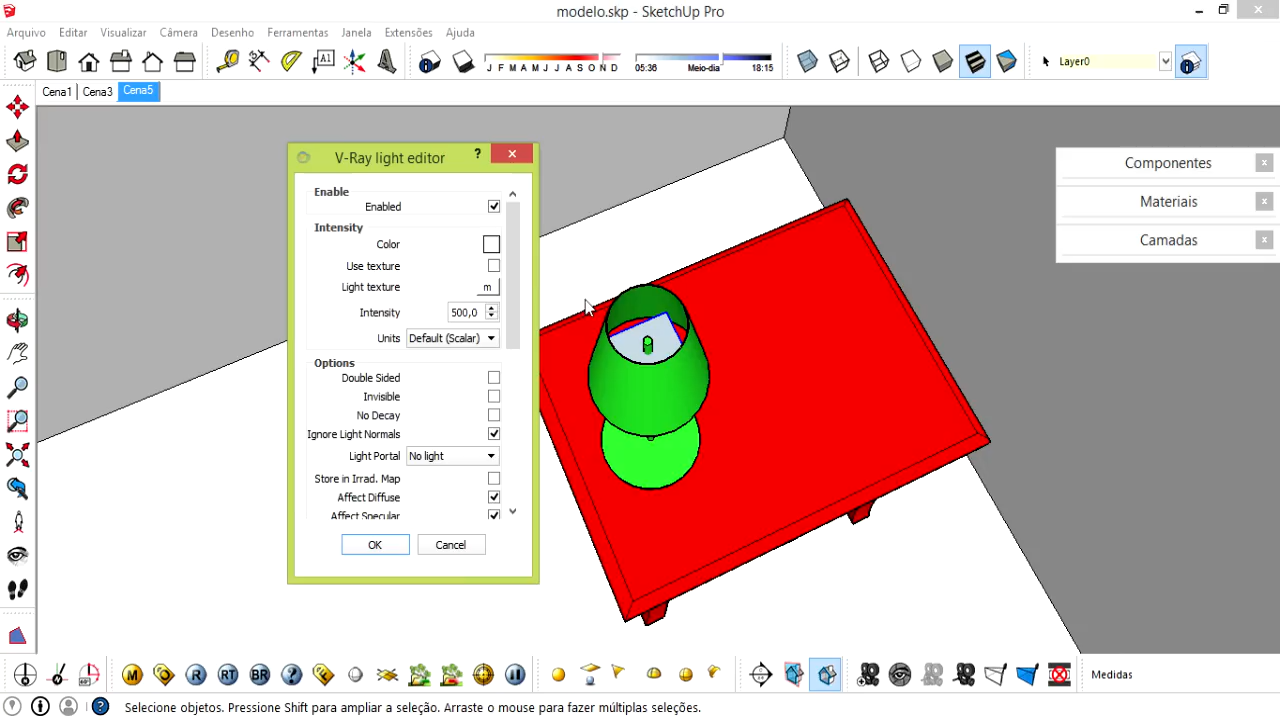 modelo.skp - SketchUp Pro
Arquivo Editar Visualizar Câmera Desenho Ferramentas Janela Extensões Ajuda
A1
J F M A M J J A S O N D
05:36 Meio-dia 18:15
Layer0
Cena1 Cena3 Cena5
V-Ray light editor ?
Enable
Enabled
Intensity
Color
Use texture
Light texture m
Intensity 500,0
Units Default (Scalar)
Options
Double Sided
Invisible
No Decay
Ignore Light Normals
Light Portal No light
Store in Irrad. Map
Affect Diffuse
Affect Specular
OK Cancel
Componentes
Materiais
Camadas
M R RT BR ?
Medidas
Selecione objetos. Pressione Shift para ampliar a seleção. Arraste o mouse para fazer múltiplas seleções.